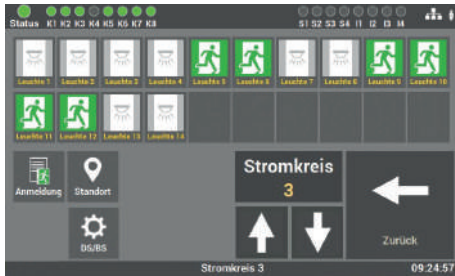 Status K1 K2 K3 K4 K5 K6 K7 K8 S1 S2 S3 S4 I1 I2 I3 I4
Leuchte 1 Leuchte 2 Leuchte 3 Leuchte 4 Leuchte 5 Leuchte 6 Leuchte 7 Leuchte 8 Leuchte 9 Leuchte 10
Leuchte 11 Leuchte 12 Leuchte 13 Leuchte 14
Anmeldung Standort
Stromkreis
3
DS/BS
Zurück
Stromkreis 3 09:24:57